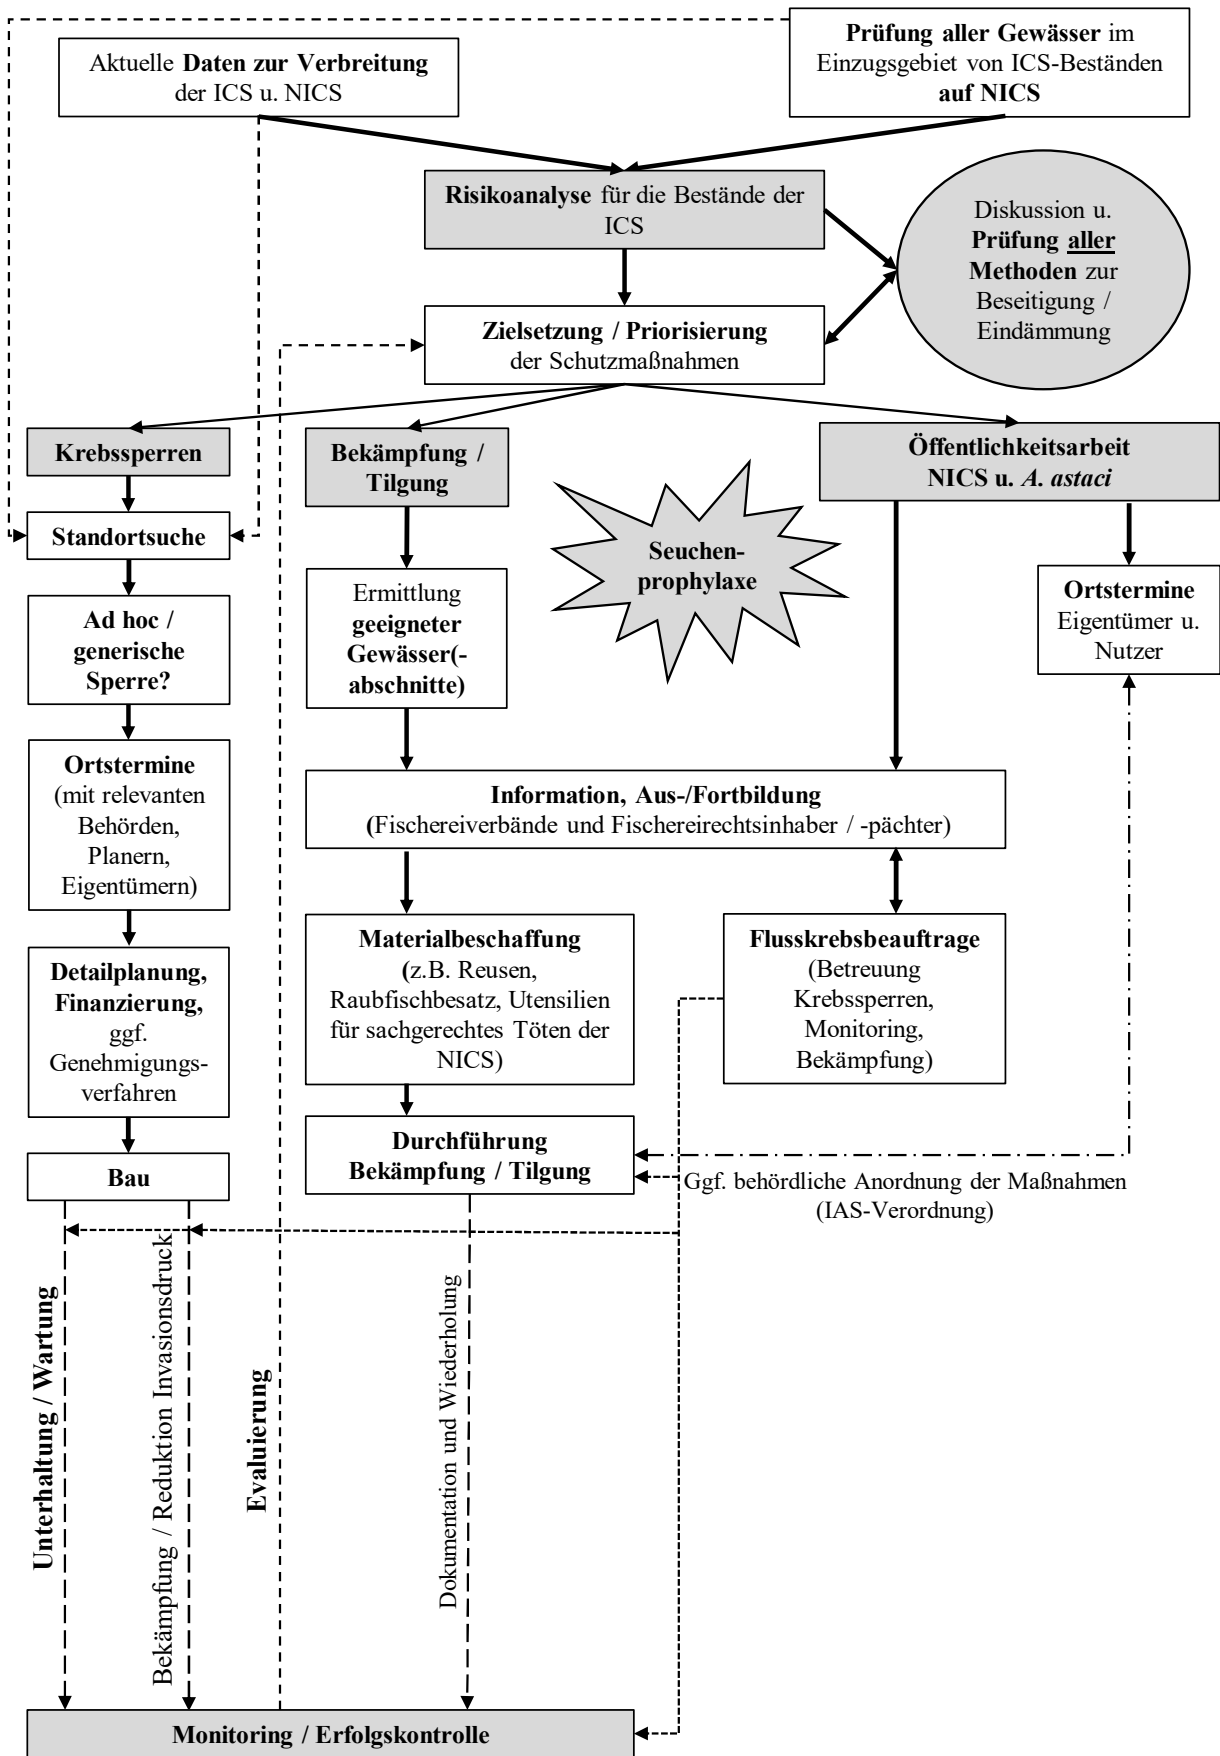 Aktuelle Daten zur Verbreitung
der ICS u. NICS
Prüfung aller Gewässer im
Einzugsgebiet von ICS-Beständen
auf NICS
Risikoanalyse für die Bestände der
ICS
Diskussion u.
Prüfung aller
Methoden zur
Beseitigung /
Eindämmung
Zielsetzung / Priorisierung
der Schutzmaßnahmen
Krebssperren
Bekämpfung /
Tilgung
Öffentlichkeitsarbeit
NICS u. A. astaci
Standortsuche
Seuchen-
prophylaxe
Ermittlung
geeigneter
Gewässer(-
abschnitte)
Ortstermine
Eigentümer u.
Nutzer
Ad hoc /
generische
Sperre?
Ortstermine
(mit relevanten
Behörden,
Planern,
Eigentümern)
Information, Aus-/Fortbildung
(Fischereiverbände und Fischereirechtsinhaber / -pächter)
Materialbeschaffung
(z.B. Reusen,
Raubfischbesatz, Utensilien
für sachgerechtes Töten der
NICS)
Flusskrebsbeauftrage
(Betreuung
Krebssperren,
Monitoring,
Bekämpfung)
Detailplanung,
Finanzierung,
ggf.
Genehmigungs-
verfahren
Durchführung
Bekämpfung / Tilgung
Bau
Ggf. behördliche Anordnung der Maßnahmen
(IAS-Verordnung)
Unterhaltung / Wartung
Bekämpfung / Reduktion Invasionsdruck
Evaluierung
Dokumentation und Wiederholung
Monitoring / Erfolgskontrolle